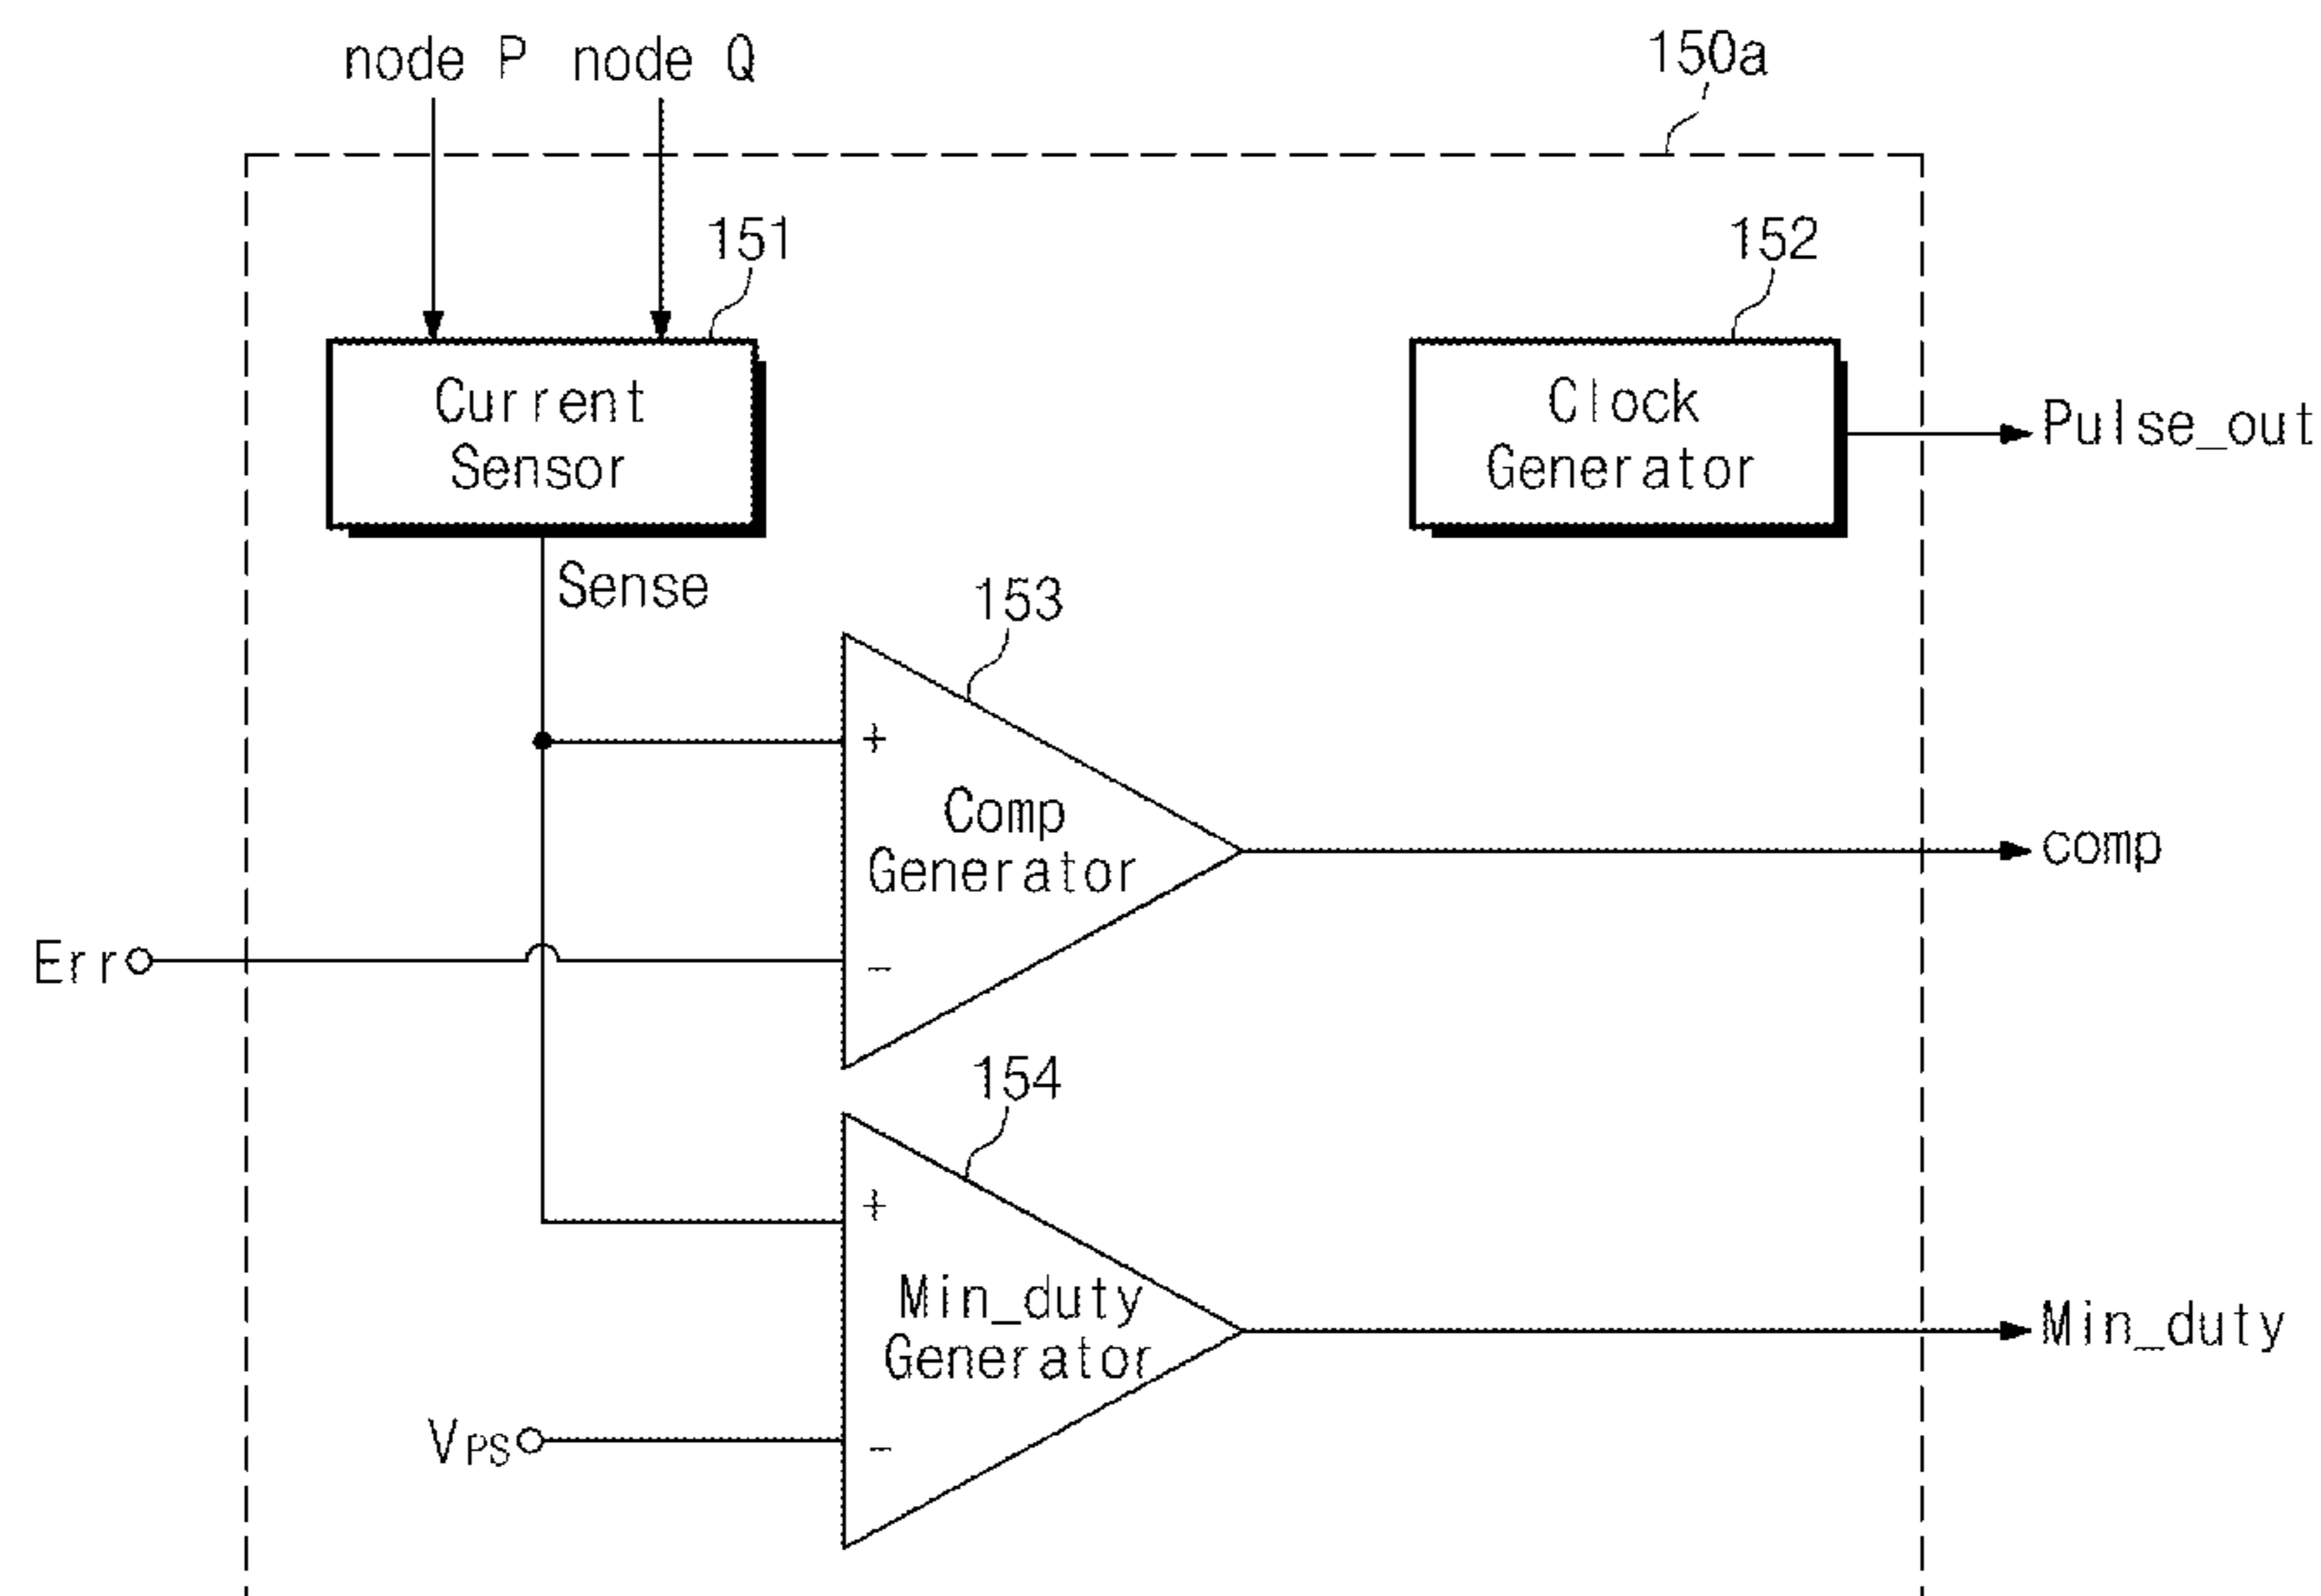 node P node Q
150a
151
152
Current
Sensor
Clock
Generator
Pulse_out
Sense
153
+
Comp
Generator
comp
Err
-
154
+
Min_duty
Generator
Min_duty
VPS
-